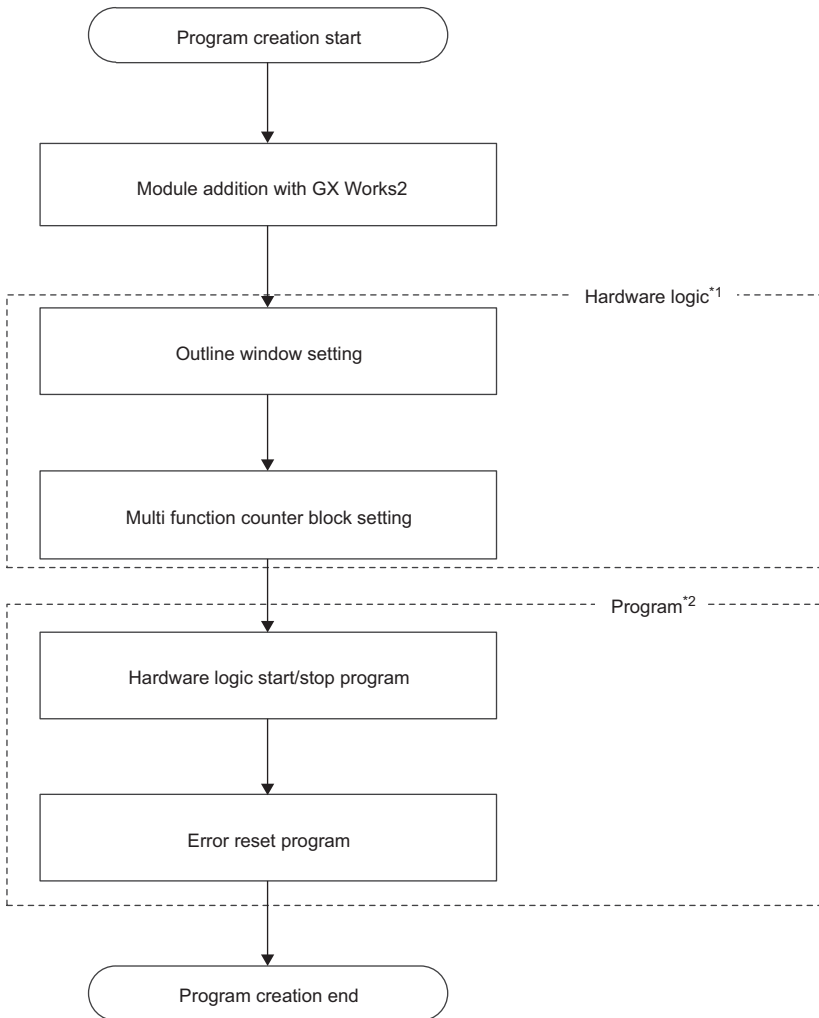 Program creation start
Module addition with GX Works2
Hardware logic*1
Outline window setting
Multi function counter block setting
Program*2
Hardware logic start/stop program
Error reset program
Program creation end